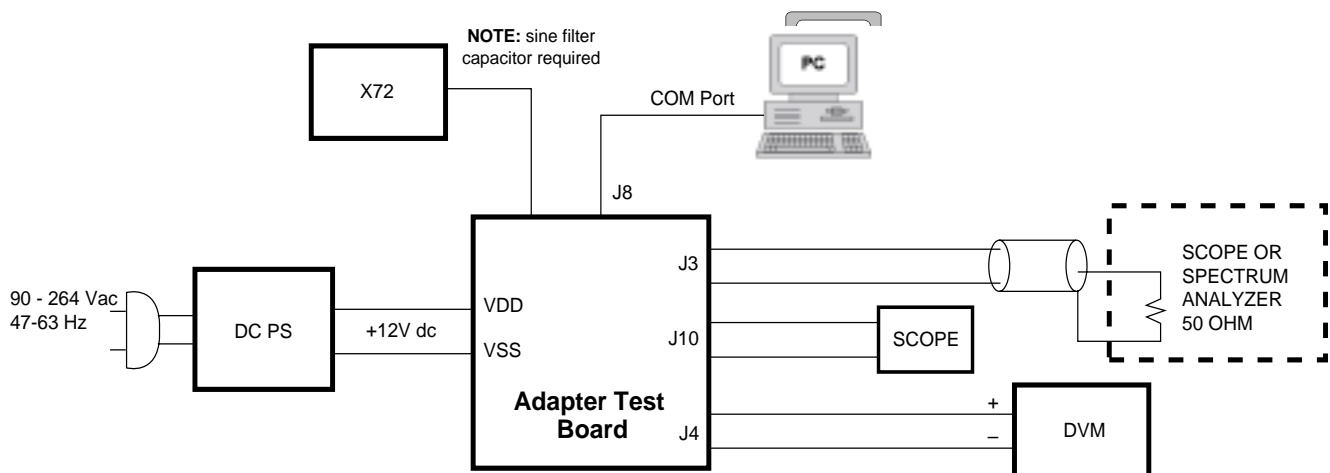 NOTE: sine filter
capacitor required
X72
PC
COM Port
J8
90 - 264 Vac
47-63 Hz
DC PS
+12V dc
VDD
VSS
J3
J10
J4
Adapter Test
Board
SCOPE
SCOPE OR
SPECTRUM
ANALYZER
50 OHM
+
–
DVM